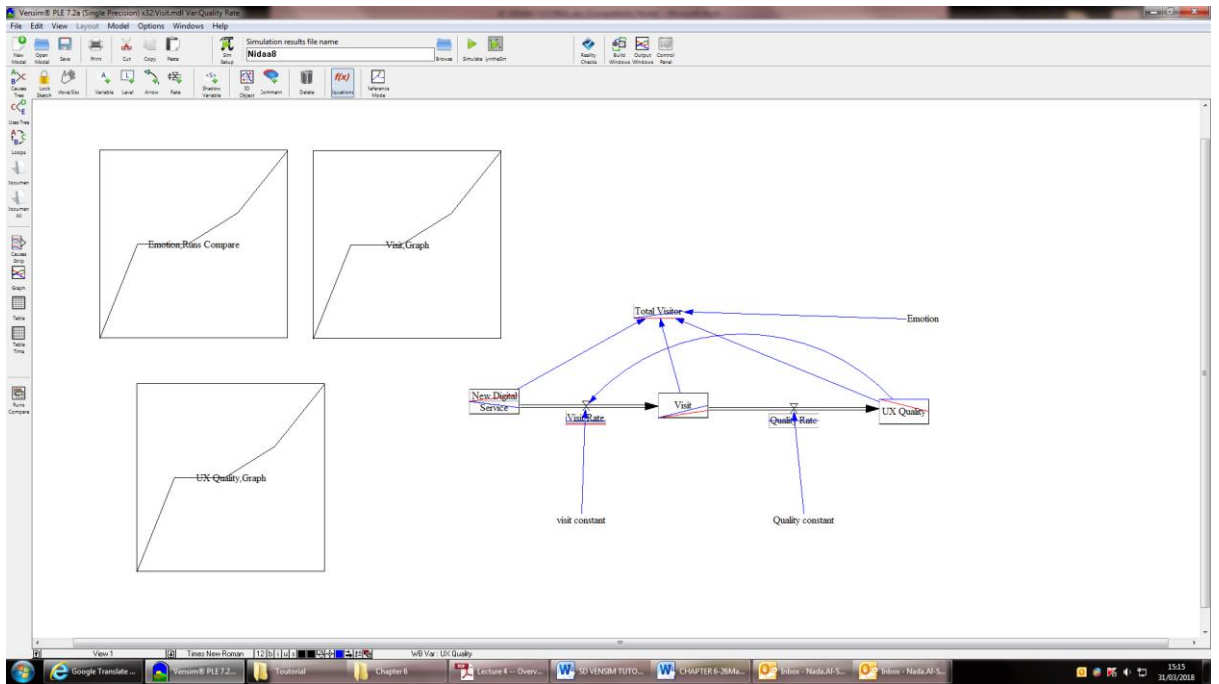 Vensim® PLE 7.2a (Single Precision) x32:Visit.mdl Var:Quality Rate
File Edit View Layout Model Options Windows Help
Simulation results file name
Nidaa8
New Model
Open Model
Save
Print
Cut
Copy
Paste
Sim Setup
Browse
Simulate
SyntheSim
Reality Checks
Build Windows
Output Windows
Control Panel
Lock Sketch
Move/Size
Variable
Level
Arrow
Rate
Shadow Variable
IO Object
Comment
Delete
Equations
Reference Mode
Causes Tree
Uses Tree
Loops
Document
Document All
Causes Strip
Graph
Table
Table Time
Runs Compare
Emotion,Runs Compare
Visit,Graph
UX Quality,Graph
Total Visitor
Emotion
New Digital
Service
Visit Rate
Visit
Quality Rate
UX Quality
visit constant
Quality constant
View 1
Times New Roman 12 b i u s
WB Var : UX Quality
Google Translate ...
Vensim® PLE 7.2...
Toutorial
Chapter 6
Lecture 4 -- Overv...
SD VENSIM TUTO...
CHAPTER 6-26Ma...
Inbox - Nada.Al-S...
Inbox - Nada.Al-S...
15:15
31/03/2018